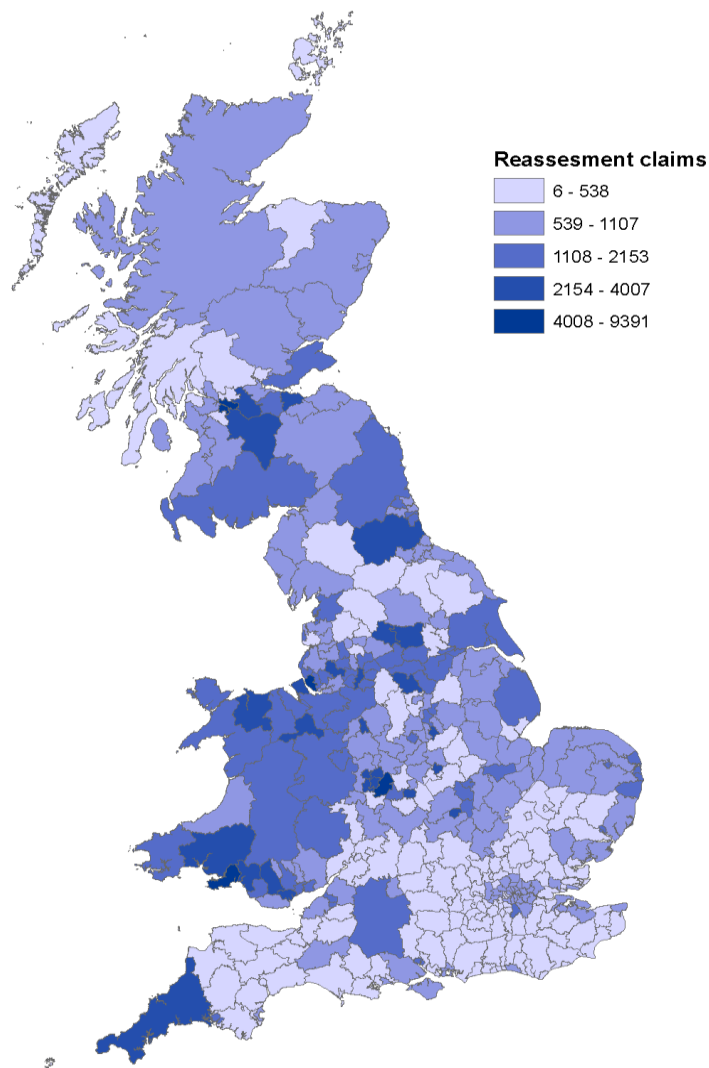 Reassesment claims
6 - 538
539 - 1107
1108 - 2153
2154 - 4007
4008 - 9391